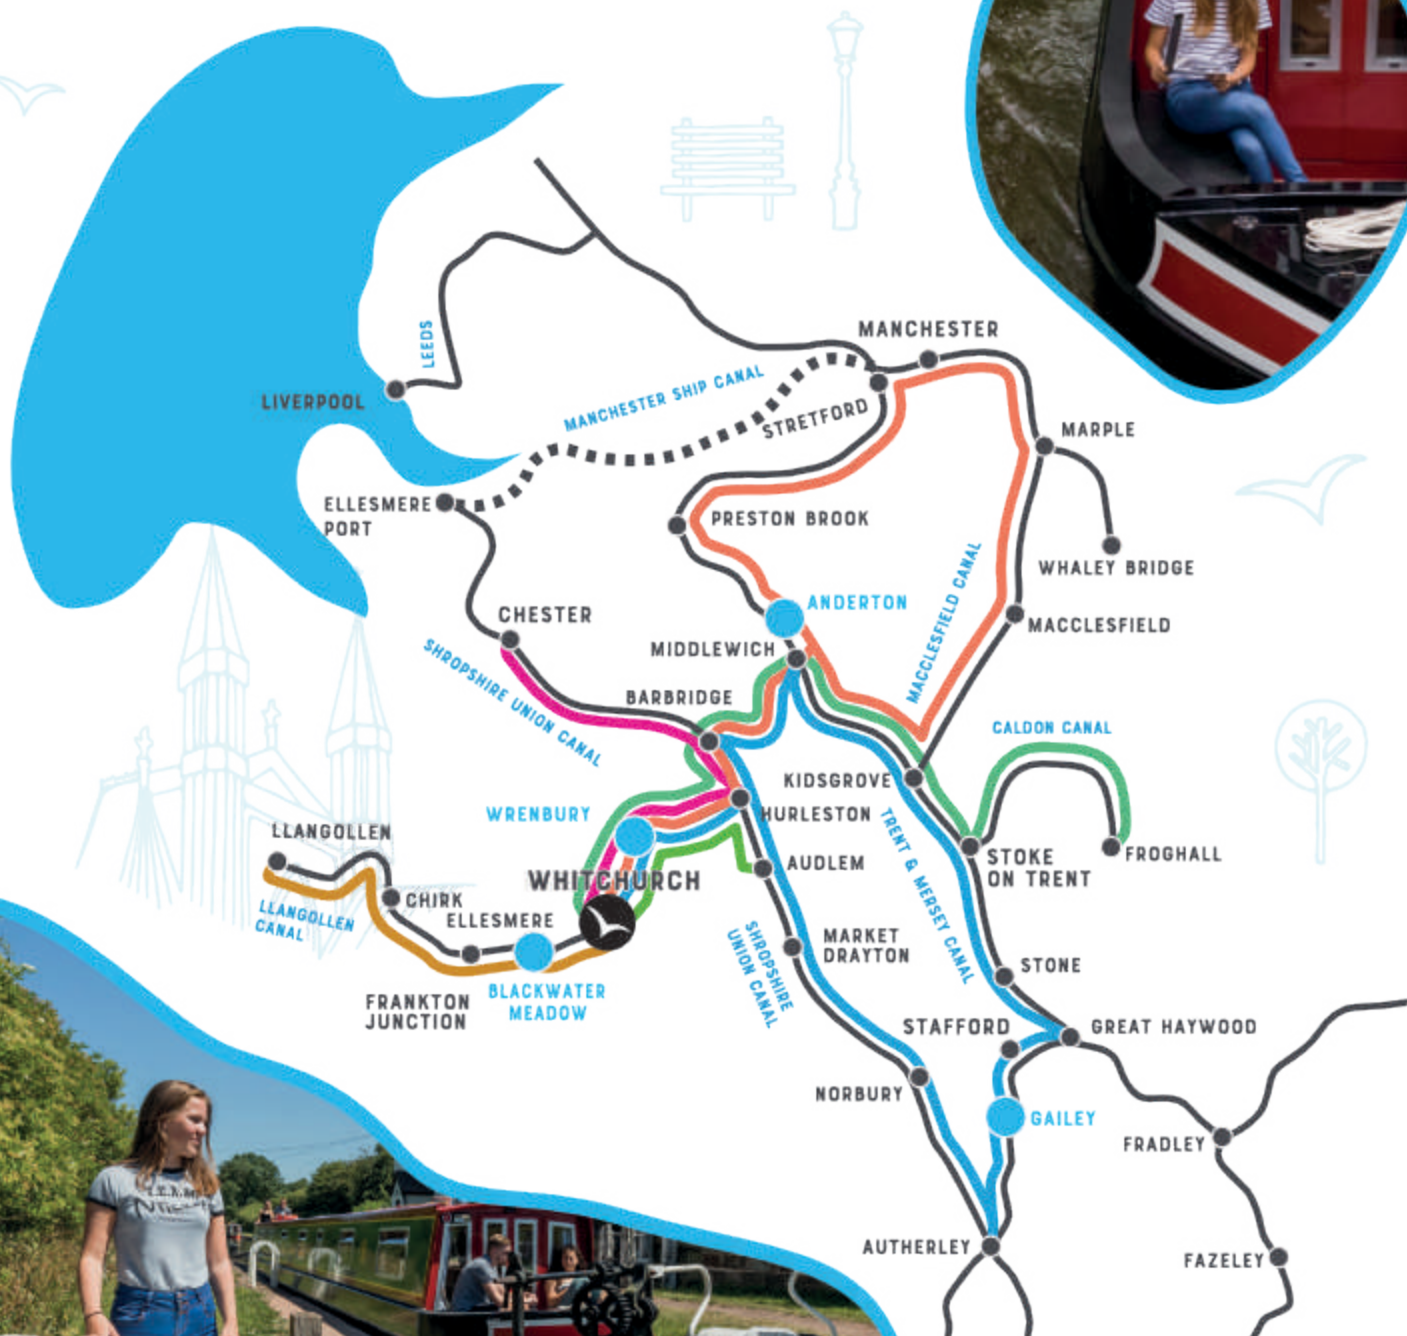 MANCHESTER
LEEDS
MANCHESTER SHIP CANAL
LIVERPOOL
STRETFORD
MARPLE
ELLESMERE
PORT
PRESTON BROOK
WHALEY BRIDGE
ANDERTON
CHESTER
MACCLESFIELD CANAL
MACCLESFIELD
MIDDLEWICH
SHROPSHIRE UNION CANAL
BARBRIDGE
CALDON CANAL
KIDSGROVE
WRENBURY
HURLESTON
TRENT & MERSEY CANAL
LLANGOLLEN
AUDLEM
STOKE
ON TRENT
FROGHALL
WHITCHURCH
CHIRK
LLANGOLLEN
CANAL
ELLESMERE
SHROPSHIRE
UNION CANAL
MARKET
DRAYTON
STONE
BLACKWATER
MEADOW
FRANKTON
JUNCTION
STAFFORD
GREAT HAYWOOD
NORBURY
GAILEY
FRADLEY
AUTHERLEY
FAZELEY